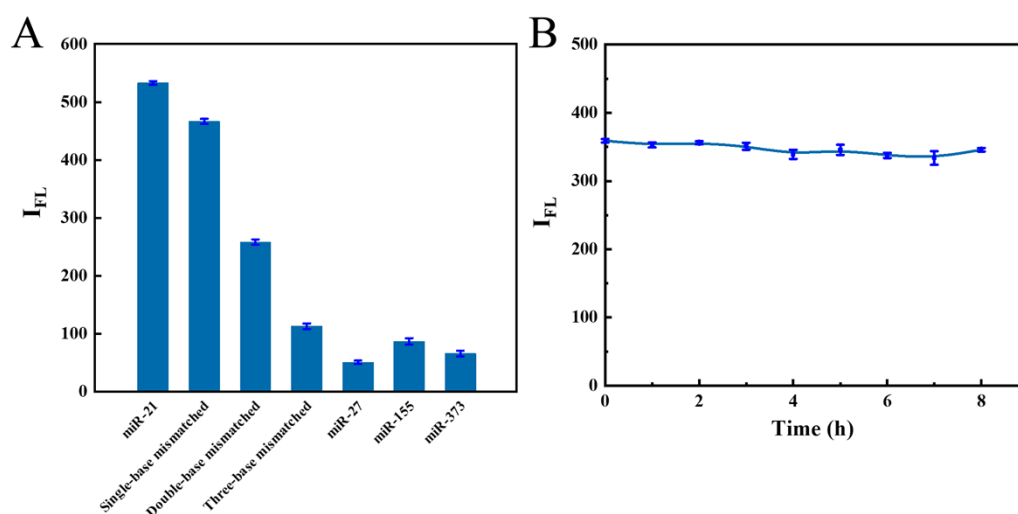 A
600
500
400
300
200
100
0
I_FL
miR-21
Single-base mismatched
Double-base mismatched
Three-base mismatched
miR-27
miR-155
miR-373
B
500
400
300
200
100
0
I_FL
0 2 4 6 8
Time (h)